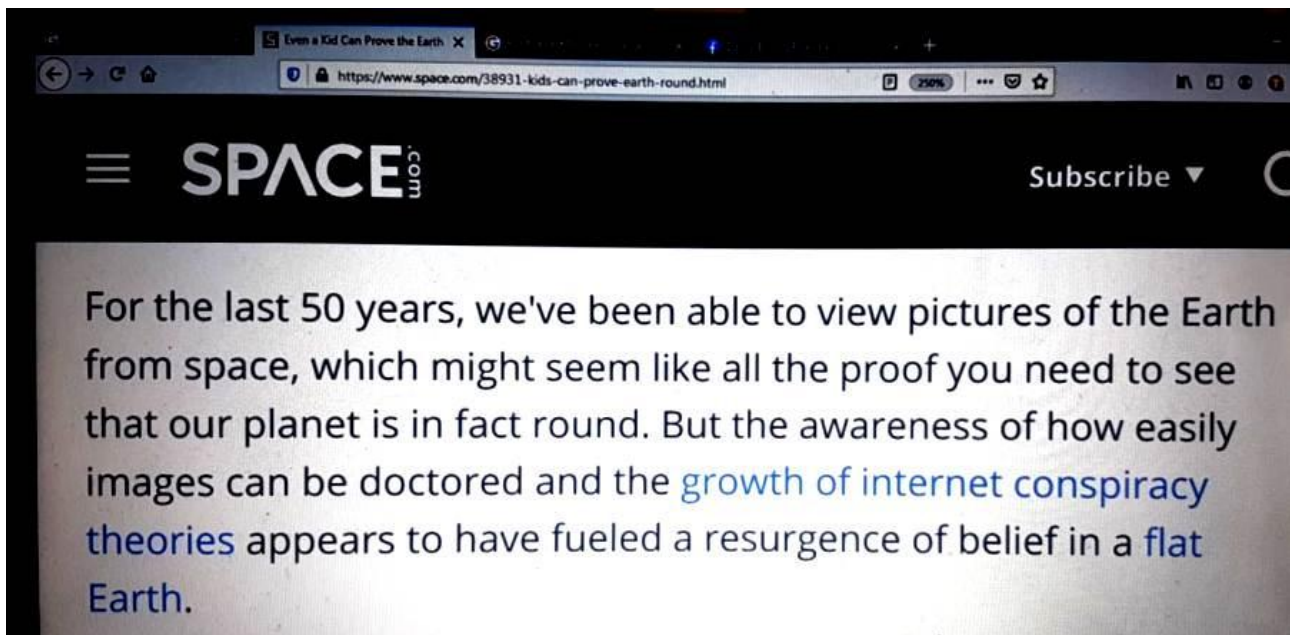 Even a Kid Can Prove the Earth
https://www.space.com/38931-kids-can-prove-earth-round.html
250%
SPACE.com
Subscribe
For the last 50 years, we've been able to view pictures of the Earth
from space, which might seem like all the proof you need to see
that our planet is in fact round. But the awareness of how easily
images can be doctored and the growth of internet conspiracy
theories appears to have fueled a resurgence of belief in a flat
Earth.